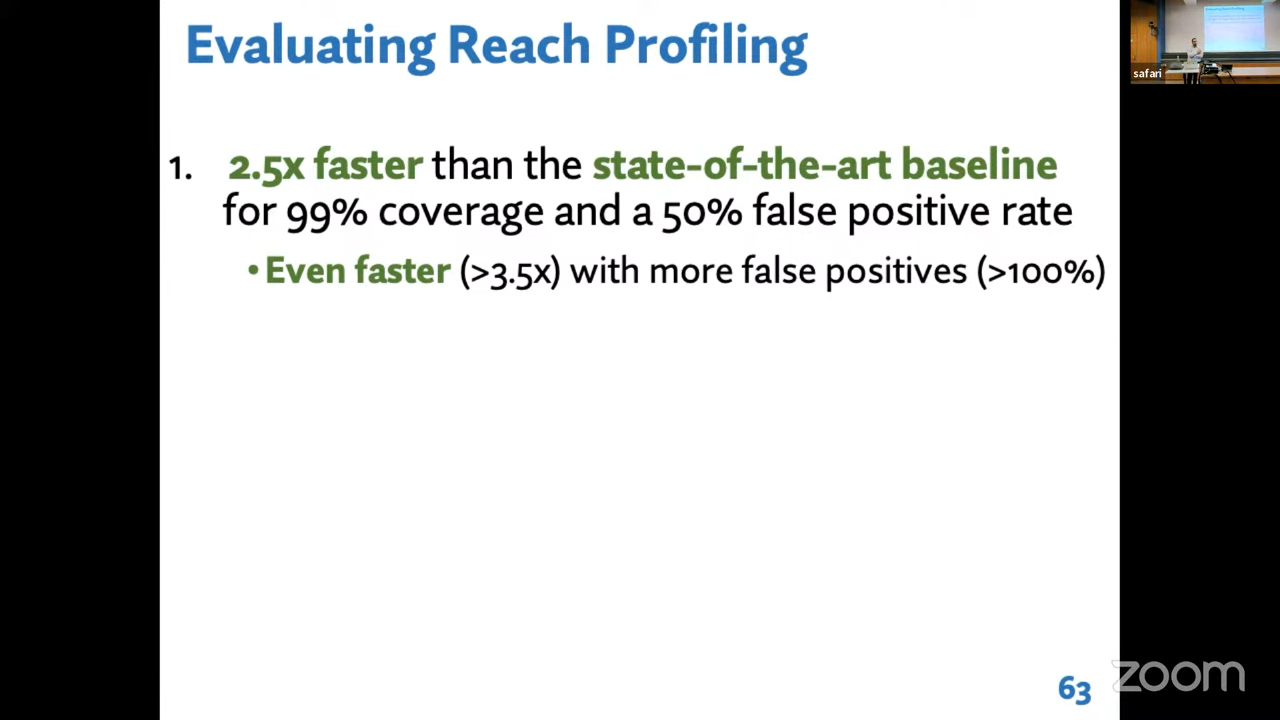 Evaluating Reach Profiling
safari
1. 2.5x faster than the state-of-the-art baseline
for 99% coverage and a 50% false positive rate
• Even faster (>3.5x) with more false positives (>100%)
63
zoom